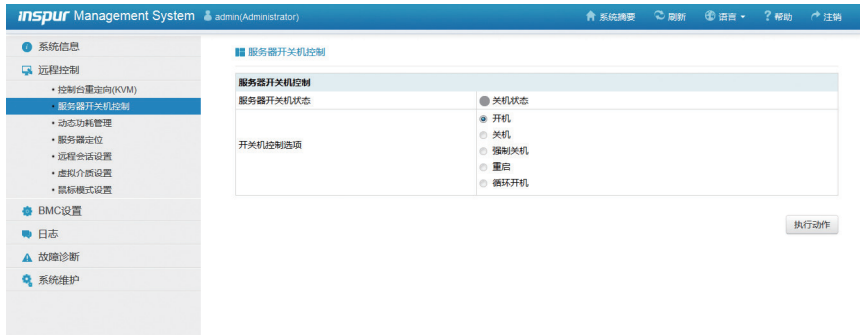 inspur Management System admin(Administrator) 系统摘要 刷新 语言 ? 帮助 注销
系统信息
远程控制
• 控制台重定向(KVM)
• 服务器开关机控制
• 动态功耗管理
• 服务器定位
• 远程会话设置
• 虚拟介质设置
• 鼠标模式设置
BMC设置
日志
故障诊断
系统维护
服务器开关机控制
服务器开关机控制
服务器开关机状态 关机状态
开关机控制选项
开机
关机
强制关机
重启
循环开机
执行动作